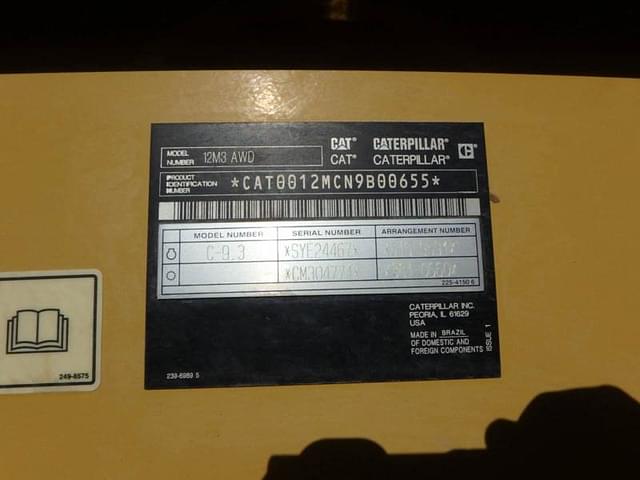 MODEL NUMBER 12M3 AWD
CAT® CATERPILLAR®
CAT® CATERPILLAR® C
PRODUCT IDENTIFICATION NUMBER *CAT0012MCN9B00655*
MODEL NUMBER SERIAL NUMBER ARRANGEMENT NUMBER
C-9.3 *SYE24467*
225-4150 6
CATERPILLAR INC.
PEORIA, IL 61629
USA
MADE IN BRAZIL
OF DOMESTIC AND
FOREIGN COMPONENTS
ISSUE 1
239-6989 5
249-8575